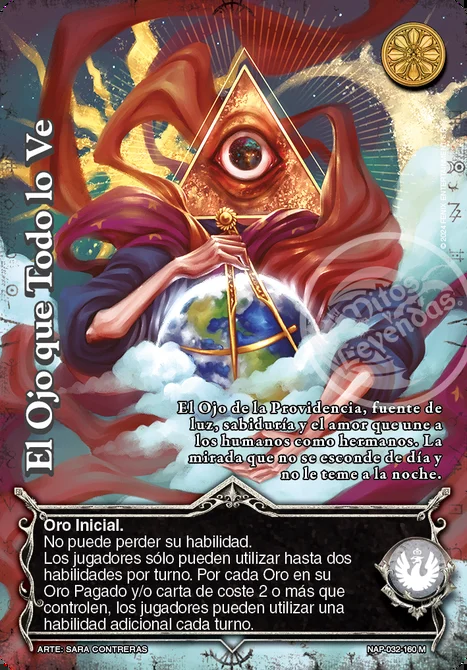 El Ojo que Todo lo Ve
Mitos
Leyendas
El Ojo de la Providencia, fuente de
luz, sabiduría y el amor que une a
los humanos como hermanos. La
mirada que no se esconde de día y
no le teme a la noche.
Oro Inicial.
No puede perder su habilidad.
Los jugadores sólo pueden utilizar hasta dos
habilidades por turno. Por cada Oro en su
Oro Pagado y/o carta de coste 2 o más que
controlen, los jugadores pueden utilizar una
habilidad adicional cada turno.
ARTE: SARA CONTRERAS
NAP-032-160 M